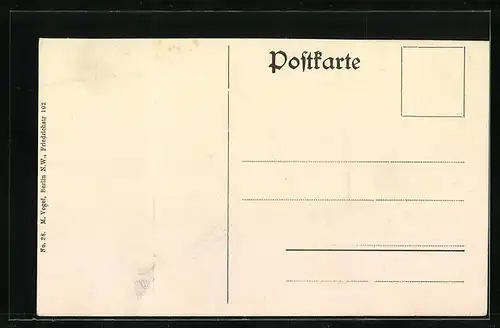 Postkarte
No. 28. M. Vogel, Berlin N.W., Friedrichstr 102